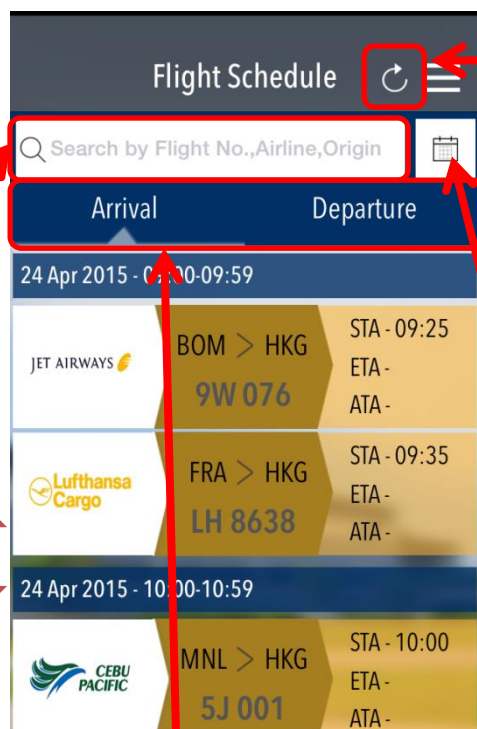 Flight Schedule
Search by Flight No.,Airline,Origin
Arrival Departure
24 Apr 2015 - 09:00-09:59
JET AIRWAYS
BOM > HKG
9W 076
STA - 09:25
ETA -
ATA -
Lufthansa
Cargo
FRA > HKG
LH 8638
STA - 09:35
ETA -
ATA -
24 Apr 2015 - 10:00-10:59
CEBU
PACIFIC
MNL > HKG
5J 001
STA - 10:00
ETA -
ATA -